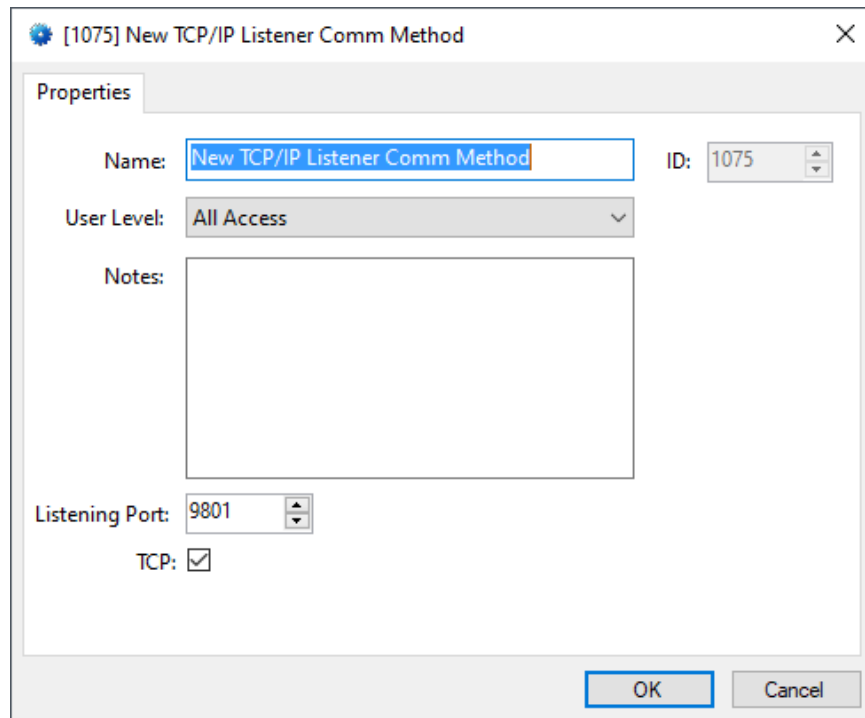 [1075] New TCP/IP Listener Comm Method
Properties
Name: New TCP/IP Listener Comm Method ID: 1075
User Level: All Access
Notes:
Listening Port: 9801
TCP:
OK Cancel